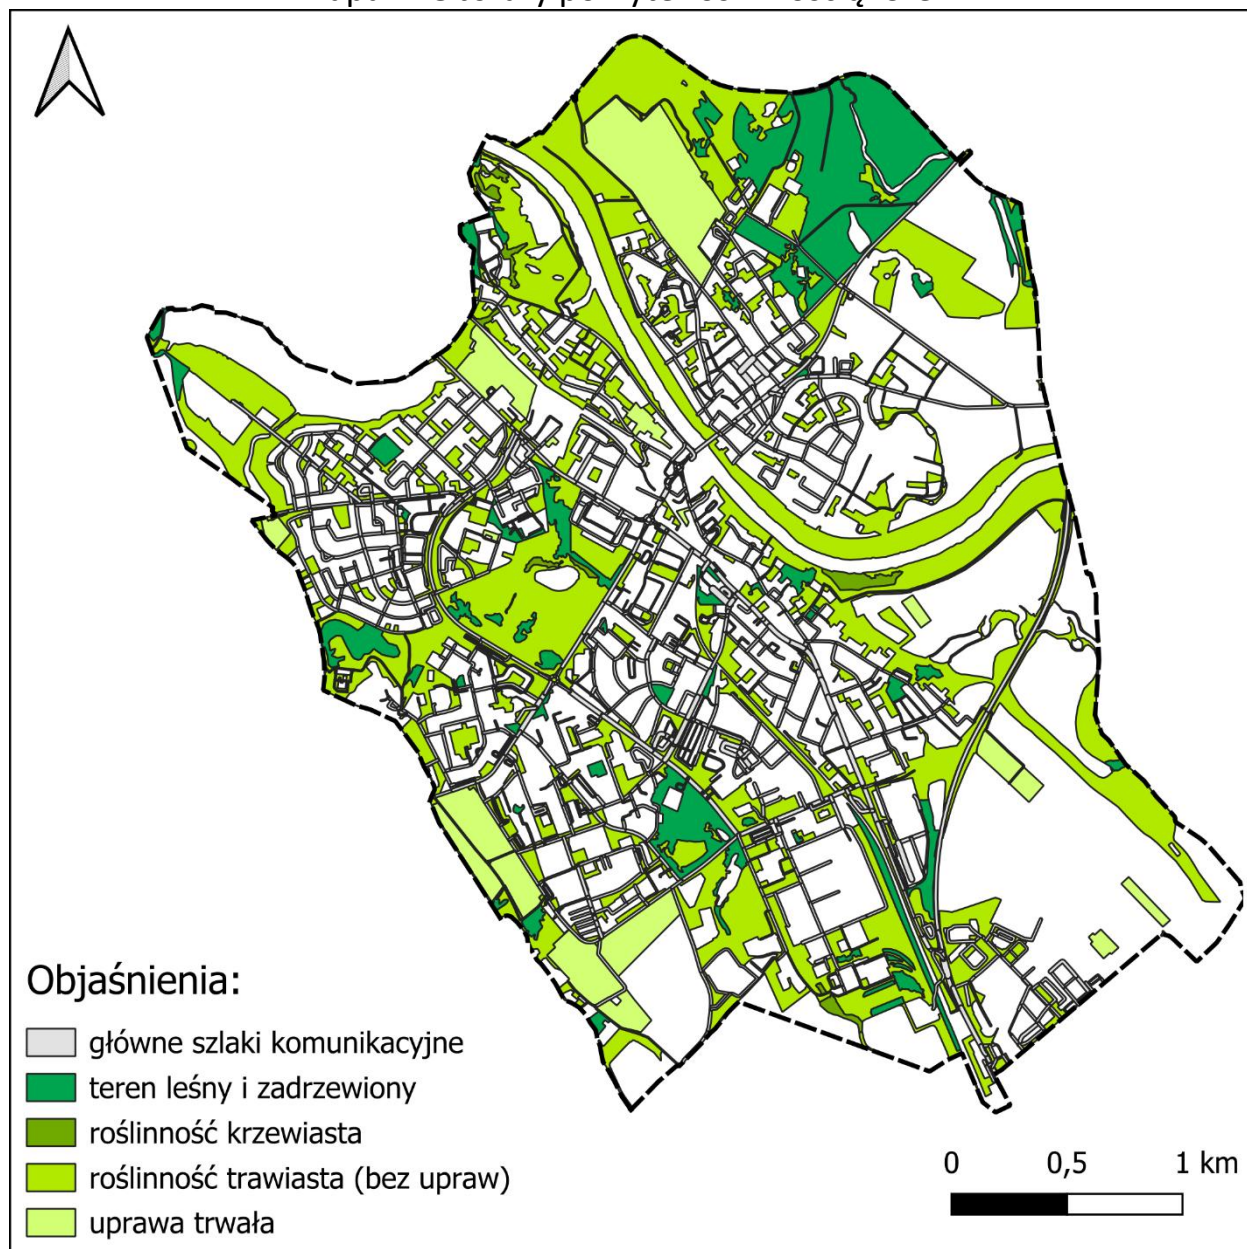 Objaśnienia:
główne szlaki komunikacyjne
teren leśny i zadrzewiony
roślinność krzewiasta
roślinność trawiasta (bez upraw)
uprawa trwała
0 0,5 1 km